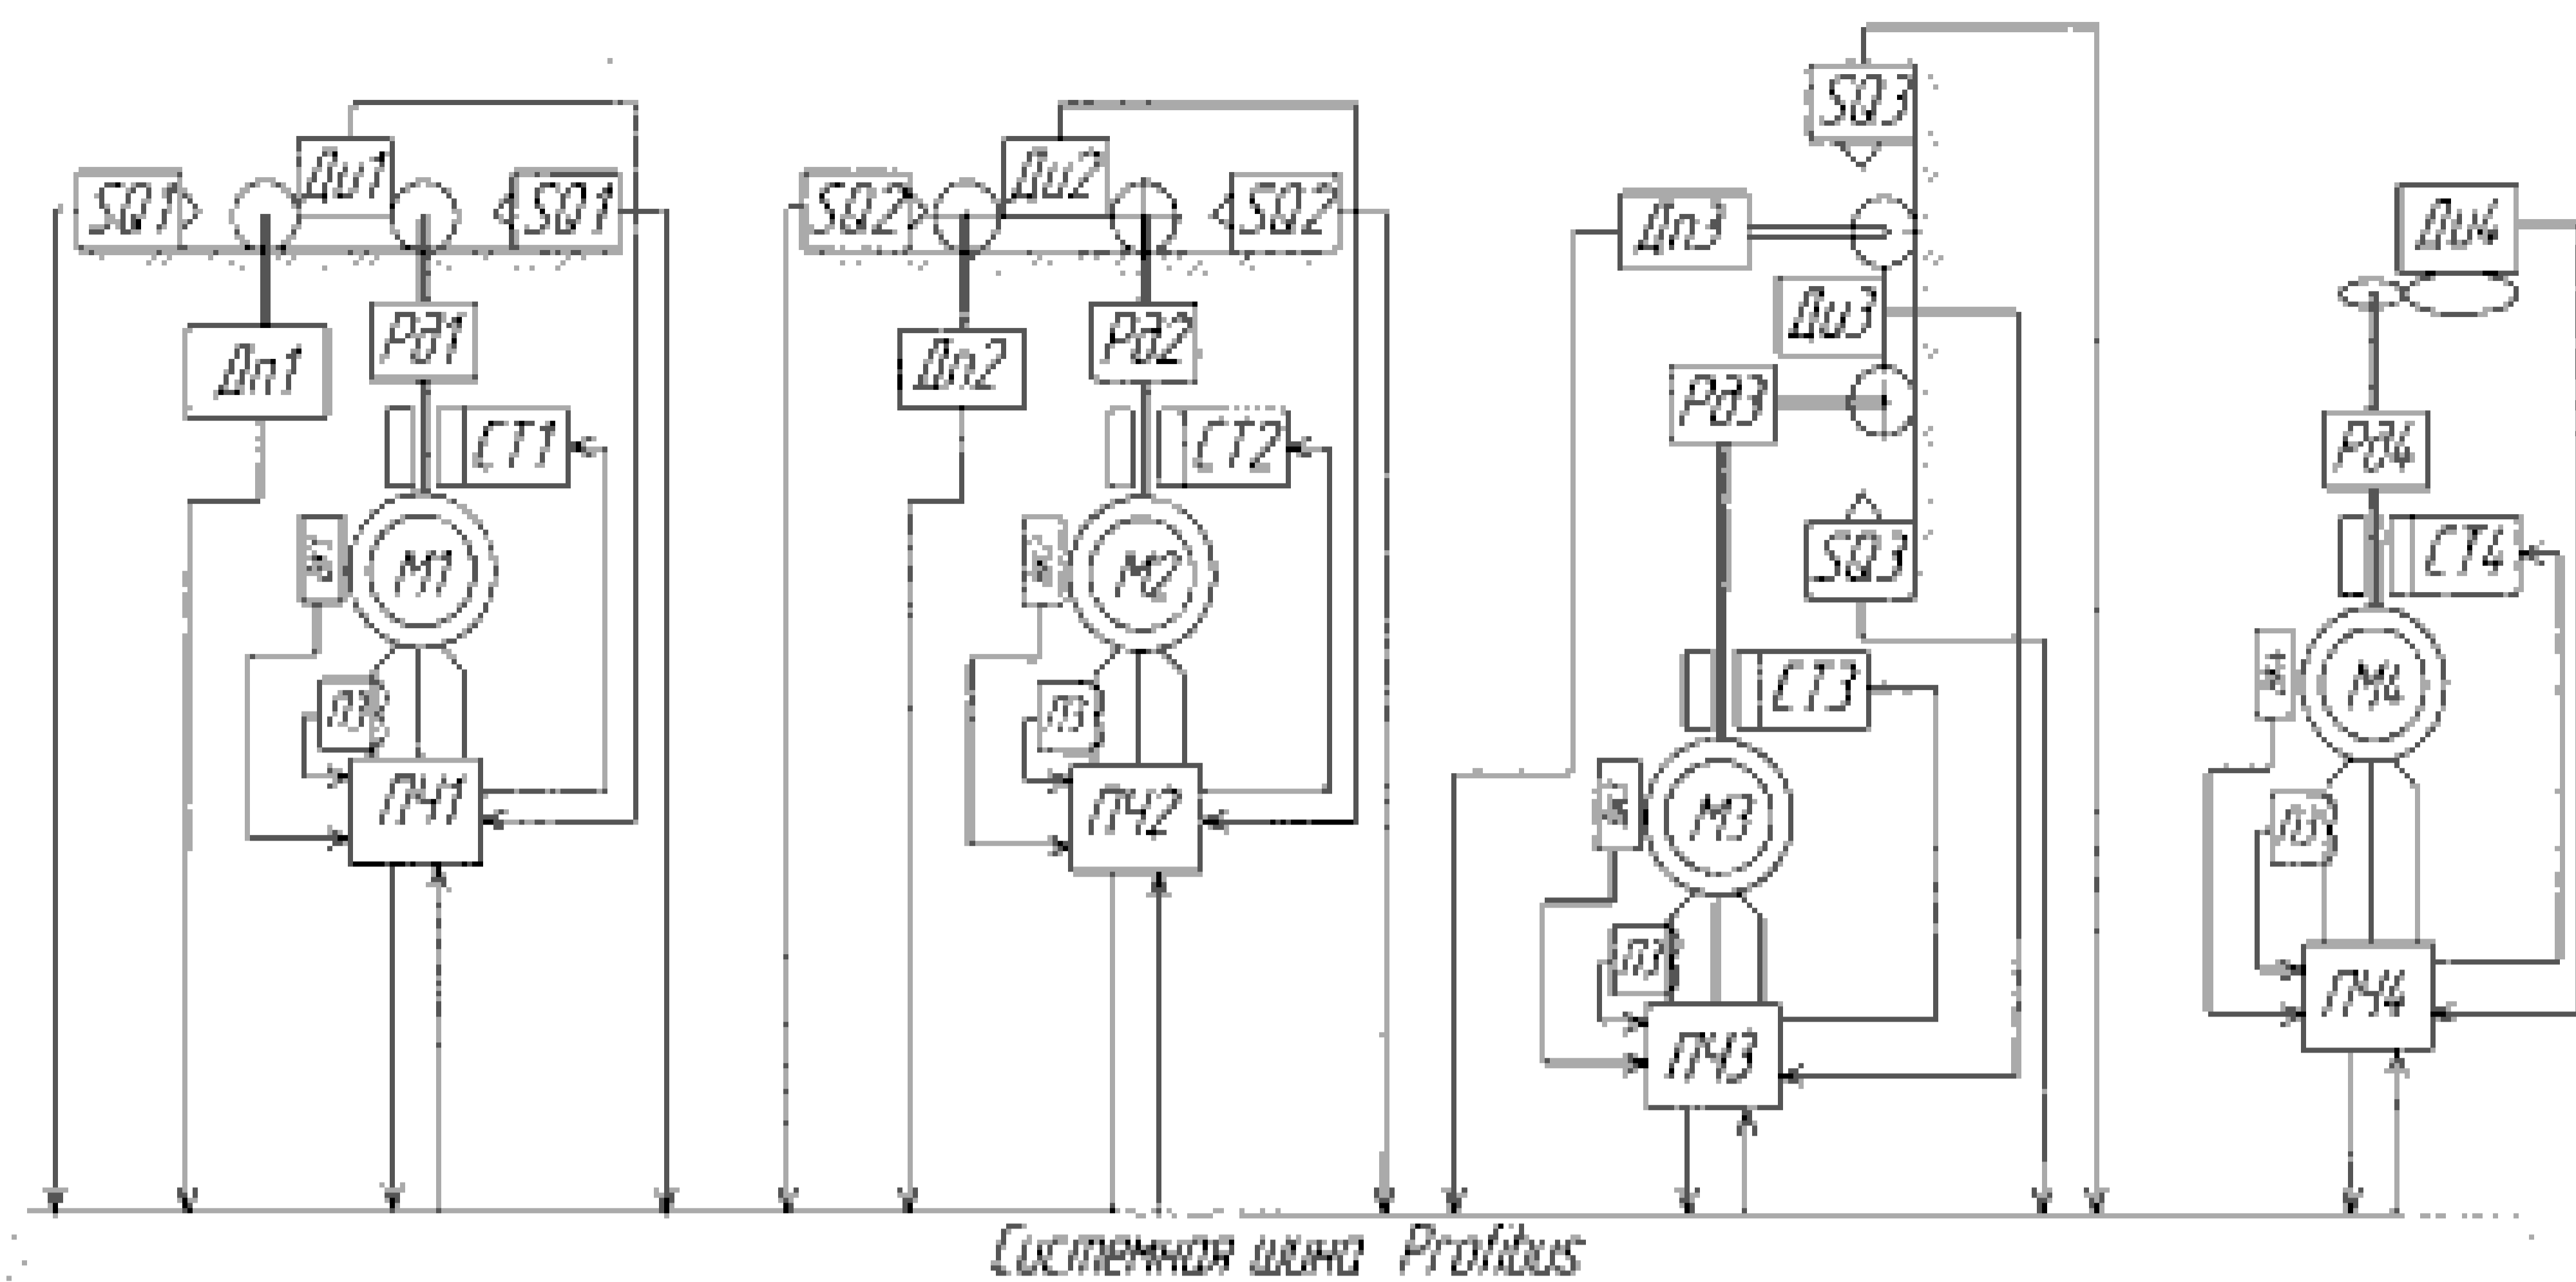 SQ1 Ди1 SQ1
Дп1
Рд1
СТ1
М1
ПЧ1
SQ2 Ди2 SQ2
Дп2
Рд2
СТ2
М2
ПЧ2
SQ3
Дп3
Ди3
Рд3
SQ3
СТ3
М3
ПЧ3
Ди4
Рд4
СТ4
М4
ПЧ4
Системная шина Profibus